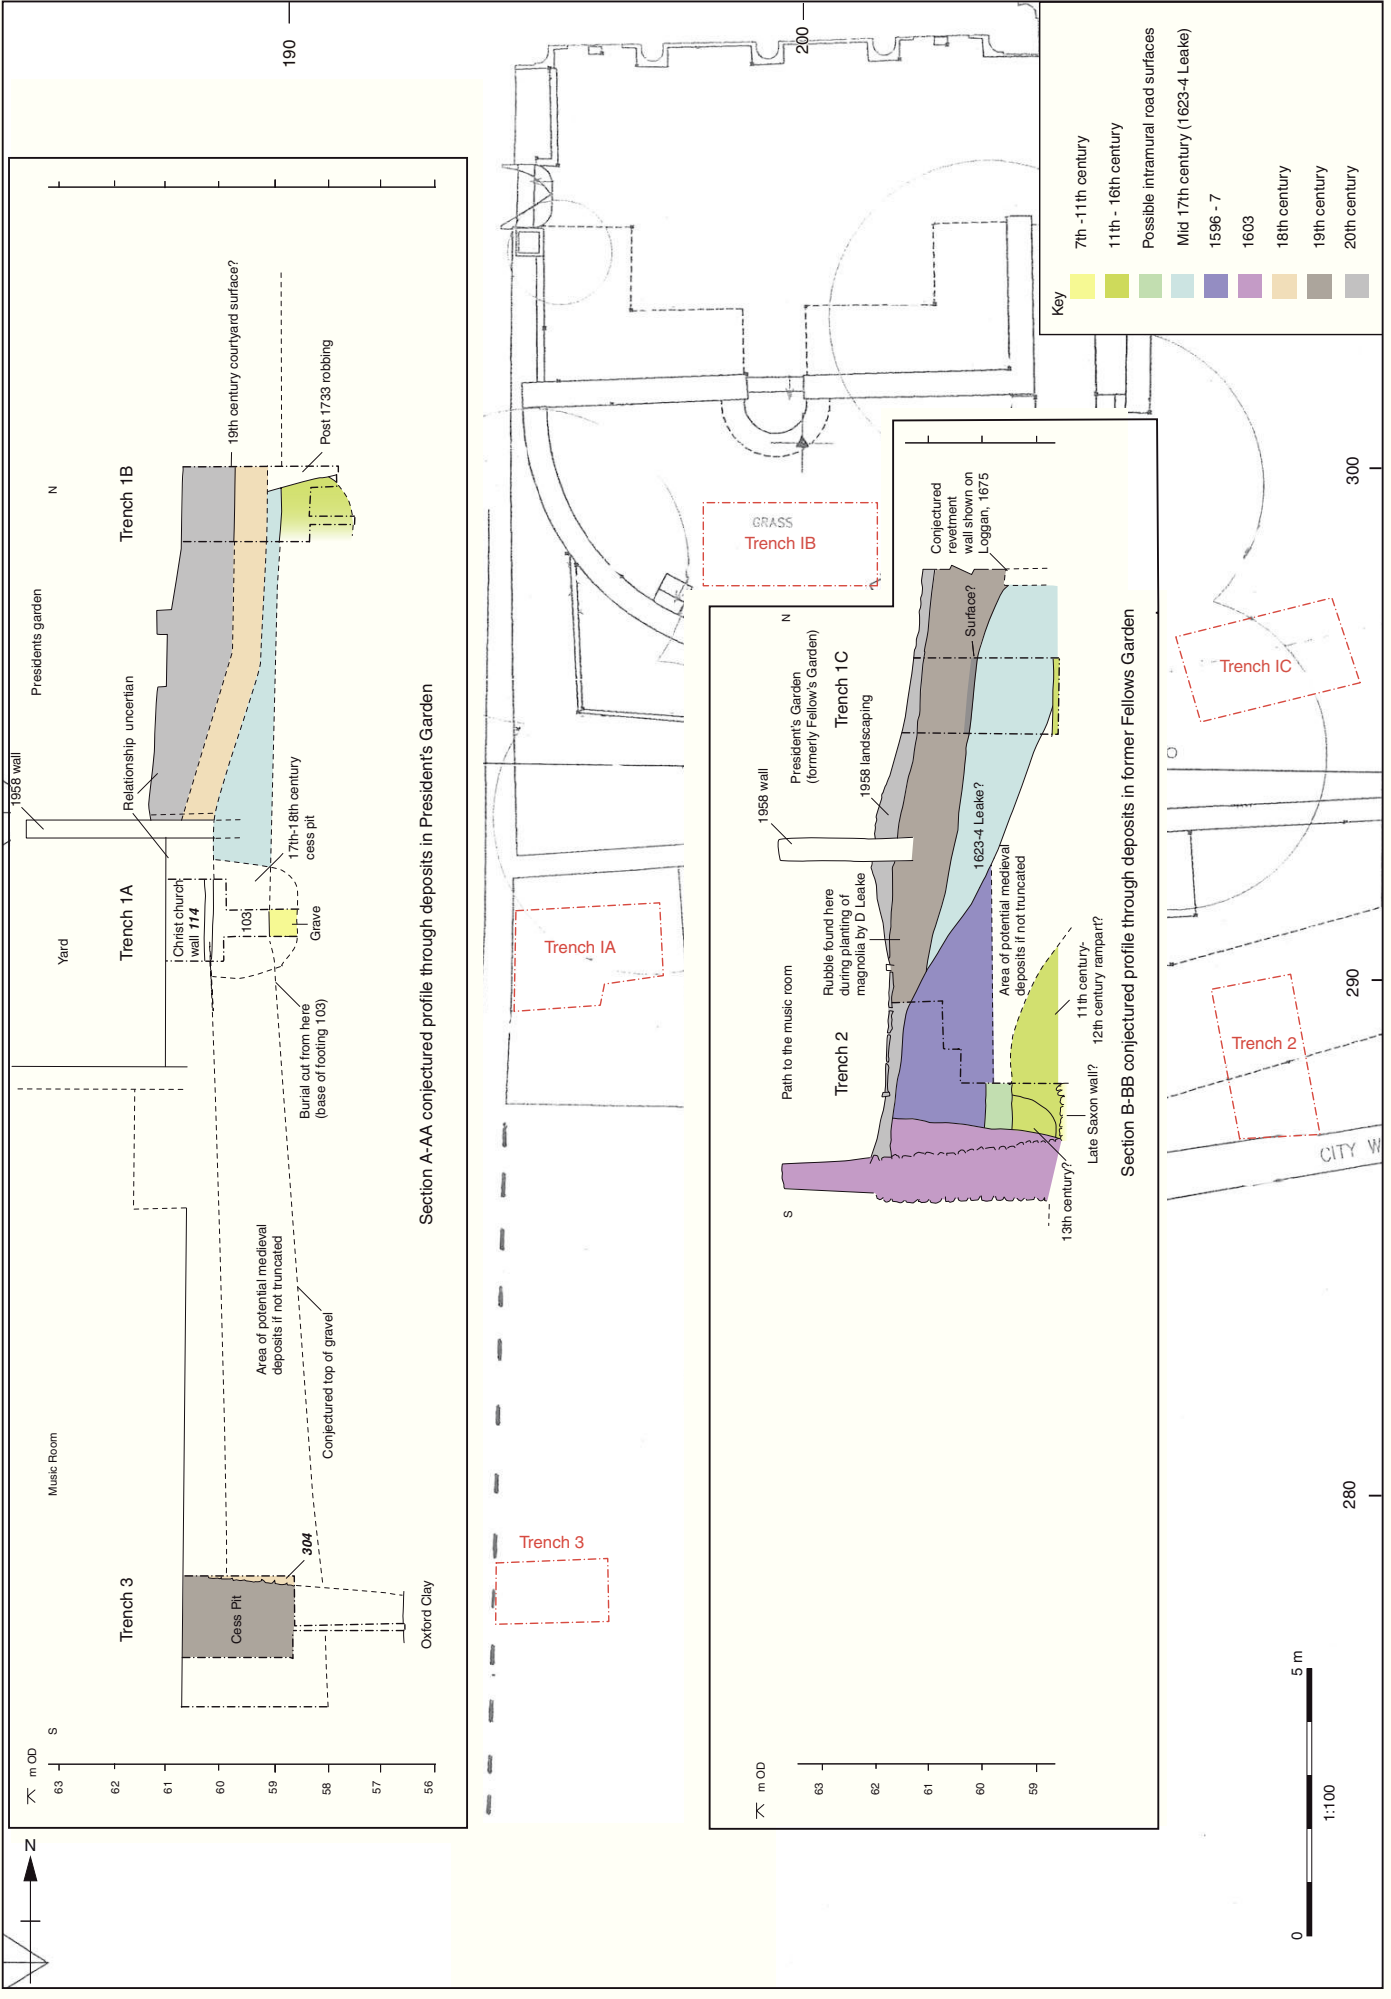 190
200
300
290
280
N
Presidents garden
N
Trench 1B
19th century courtyard surface?
Post 1733 robbing
1958 wall
Relationship uncertian
Yard
Trench 1A
Christ church
wall 114
103
17th-18th century
cess pit
Grave
Burial cut from here
(base of footing 103)
Area of potential medieval
deposits if not truncated
Conjectured top of gravel
Music Room
Trench 3
Cess Pit
304
Oxford Clay
S
m OD
63
62
61
60
59
58
57
56
Section A-AA conjectured profile through deposits in President's Garden
GRASS
Trench IB
Trench IA
Trench 3
Trench IC
Trench 2
CITY W
Conjectured
revetment
wall shown on
Loggan, 1675
N
President's Garden
(formerly Fellow's Garden)
Trench 1C
Surface?
1958 landscaping
1958 wall
1623-4 Leake?
Rubble found here
during planting of
magnolia by D Leake
Area of potential medieval
deposits if not truncated
Path to the music room
Trench 2
11th century-
12th century rampart?
Late Saxon wall?
13th century?
S
m OD
63
62
61
60
59
Section B-BB conjectured profile through deposits in former Fellows Garden
Key
7th -11th century
11th - 16th century
Possible intramural road surfaces
Mid 17th century (1623-4 Leake)
1596 - 7
1603
18th century
19th century
20th century
0
5 m
1:100